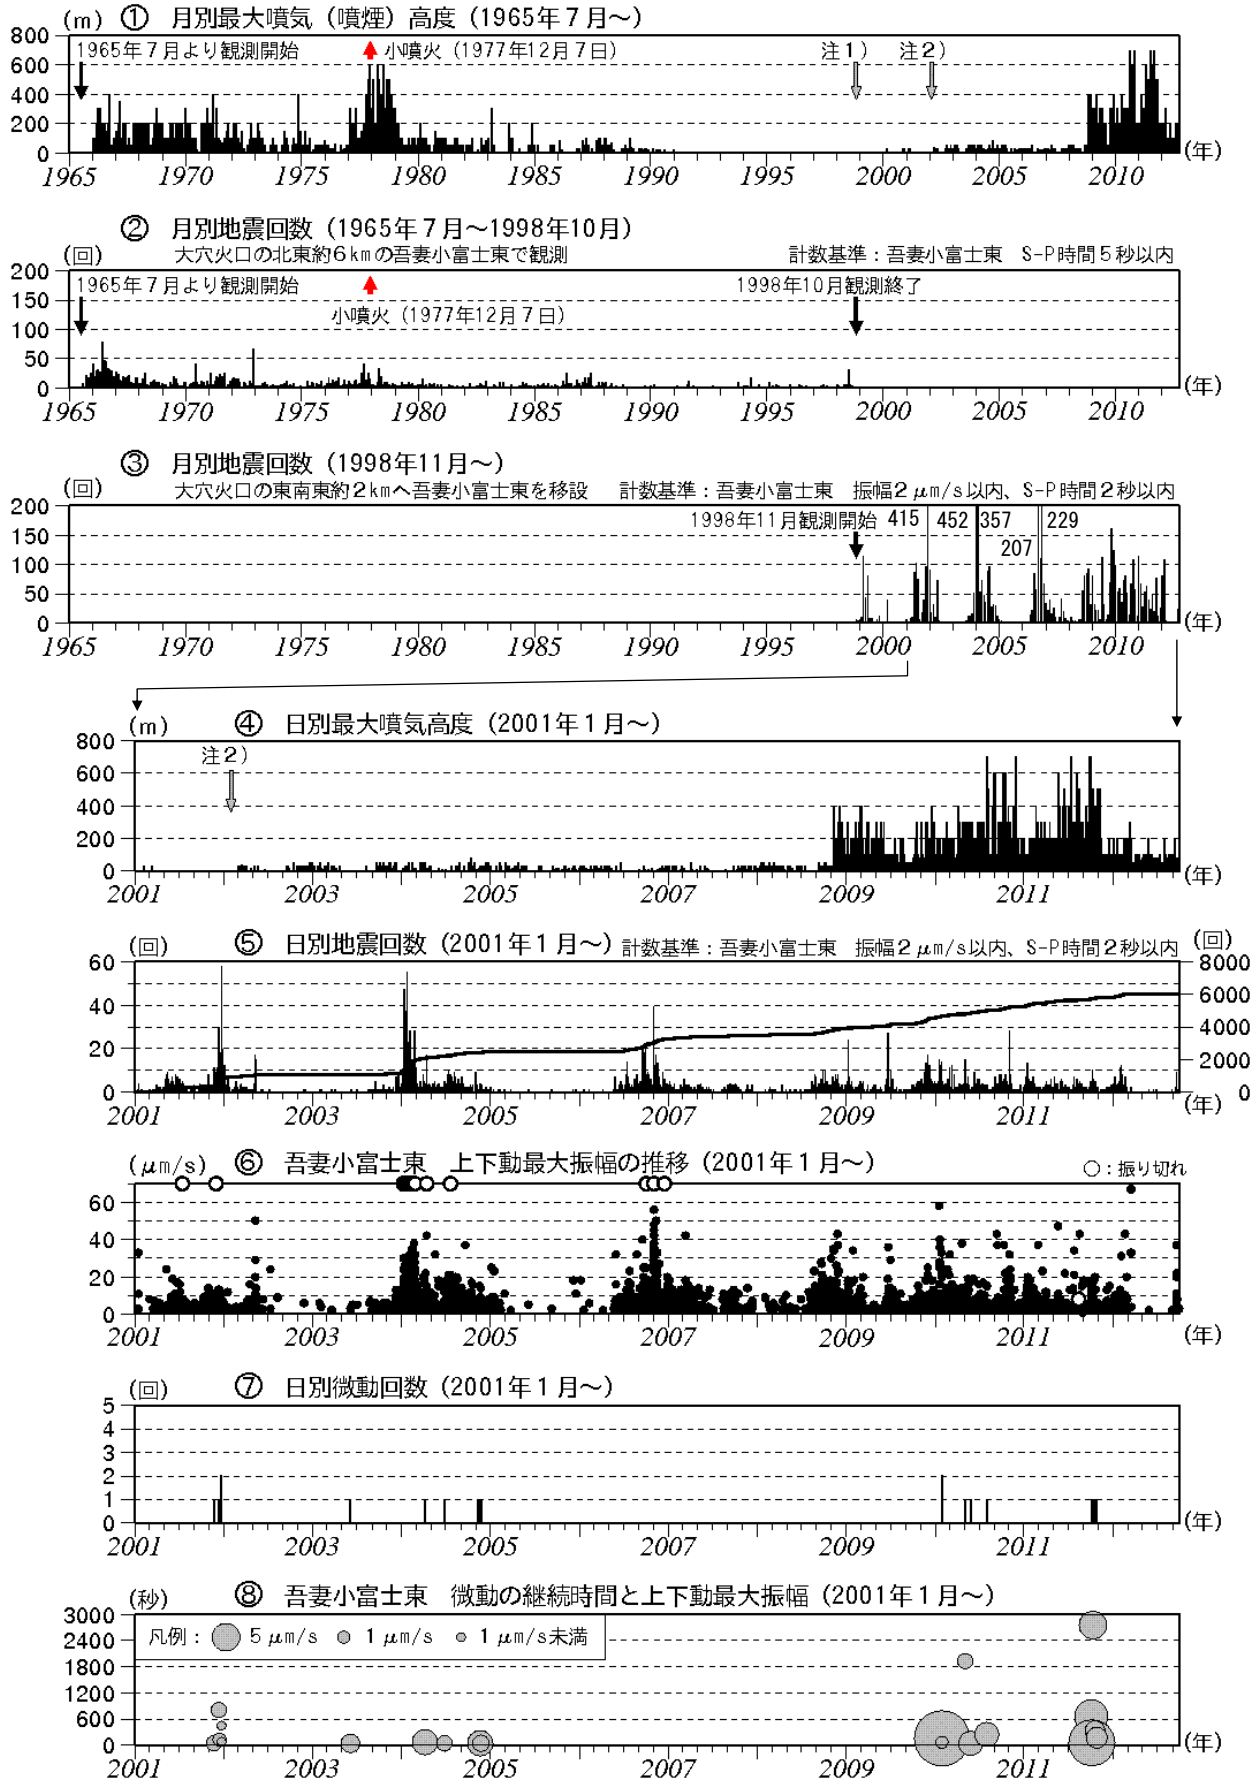 (m) ① 月別最大噴気（噴煙）高度（1965年７月～）
800
1965年７月より観測開始 小噴火（1977年12月７日） 注１） 注２）
600
400
200
0
(年)
1965 1970 1975 1980 1985 1990 1995 2000 2005 2010
② 月別地震回数（1965年７月～1998年10月）
(回) 大穴火口の北東約６kmの吾妻小富士東で観測 計数基準：吾妻小富士東 S-P時間５秒以内
200
1965年７月より観測開始 1998年10月観測終了
150
小噴火（1977年12月７日）
100
50
0
(年)
1965 1970 1975 1980 1985 1990 1995 2000 2005 2010
③ 月別地震回数（1998年11月～）
(回) 大穴火口の東南東約２kmへ吾妻小富士東を移設 計数基準：吾妻小富士東 振幅２μm/s以内、S-P時間２秒以内
200
1998年11月観測開始 415 452 357 229
150
207
100
50
0
(年)
1965 1970 1975 1980 1985 1990 1995 2000 2005 2010
(m) ④ 日別最大噴気高度（2001年１月～）
800
注２）
600
400
200
0
(年)
2001 2003 2005 2007 2009 2011
(回) ⑤ 日別地震回数（2001年１月～） 計数基準：吾妻小富士東 振幅２μm/s以内、S-P時間２秒以内 (回)
60 8000
40 6000
4000
20
2000
0 0
(年)
2001 2003 2005 2007 2009 2011
(μm/s) ⑥ 吾妻小富士東 上下動最大振幅の推移（2001年１月～） ○：振り切れ
60
40
20
0
(年)
2001 2003 2005 2007 2009 2011
(回) ⑦ 日別微動回数（2001年１月～）
5
4
3
2
1
0
(年)
2001 2003 2005 2007 2009 2011
(秒) ⑧ 吾妻小富士東 微動の継続時間と上下動最大振幅（2001年１月～）
3000
凡例： 5 μm/s 1 μm/s 1 μm/s未満
2400
1800
1200
600
0
(年)
2001 2003 2005 2007 2009 2011